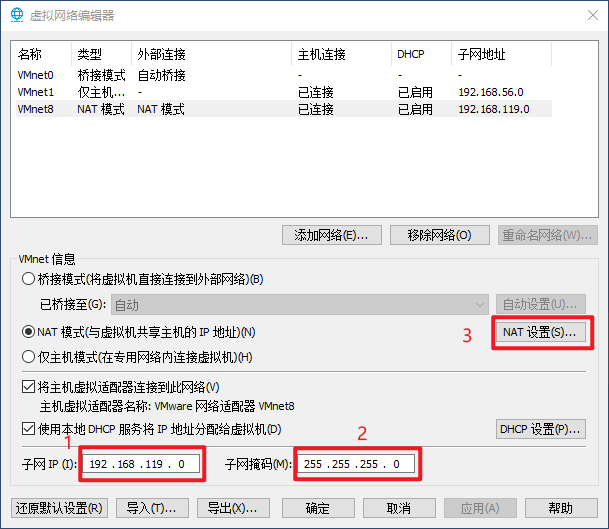 虚拟网络编辑器
名称 类型 外部连接 主机连接 DHCP 子网地址
VMnet0 桥接模式 自动桥接 - - -
VMnet1 仅主机... - 已连接 已启用 192.168.56.0
VMnet8 NAT 模式 NAT 模式 已连接 已启用 192.168.119.0
添加网络(E)... 移除网络(O) 重命名网络(W)...
VMnet 信息
桥接模式(将虚拟机直接连接到外部网络)(B)
已桥接至(G): 自动 自动设置(U)...
NAT 模式(与虚拟机共享主机的 IP 地址)(N) 3 NAT 设置(S)...
仅主机模式(在专用网络内连接虚拟机)(H)
将主机虚拟适配器连接到此网络(V)
主机虚拟适配器名称: VMware 网络适配器 VMnet8
使用本地 DHCP 服务将 IP 地址分配给虚拟机(D) DHCP 设置(P)...
1 2
子网 IP (I): 192 .168 .119 . 0 子网掩码(M): 255 .255 .255 . 0
还原默认设置(R) 导入(T)... 导出(X)... 确定 取消 应用(A) 帮助